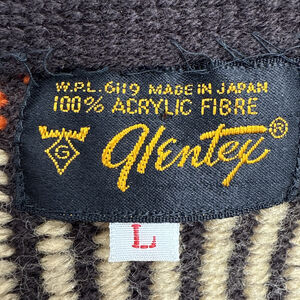 W.P.L. 6119 MADE IN JAPAN
100% ACRYLIC FIBRE
G Glentex ®
L